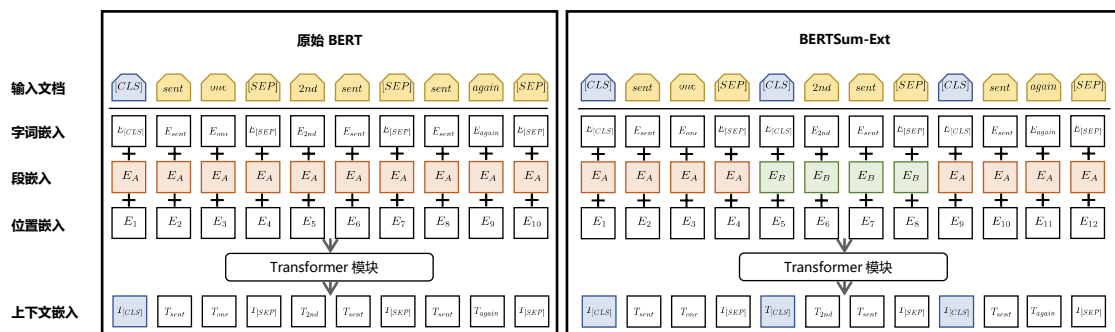 原始 BERT
BERTSum-Ext
输入文档 [CLS] sent one [SEP] 2nd sent [SEP] sent again [SEP] [CLS] sent one [SEP] [CLS] 2nd sent [SEP] [CLS] sent again [SEP]
字词嵌入 E[CLS] Esent Eone E[SEP] E2nd Esent E[SEP] Esent Eagain E[SEP] E[CLS] Esent Eone E[SEP] E[CLS] E2nd Esent E[SEP] E[CLS] Esent Eagain E[SEP]
+ + + + + + + + + + + + + + + + + + + + + +
段嵌入 EA EA EA EA EA EA EA EA EA EA EA EA EA EA EB EB EB EB EA EA EA EA
+ + + + + + + + + + + + + + + + + + + + + +
位置嵌入 E1 E2 E3 E4 E5 E6 E7 E8 E9 E10 E1 E2 E3 E4 E5 E6 E7 E8 E9 E10 E11 E12
Transformer 模块 Transformer 模块
上下文嵌入 T[CLS] Tsent Tone T[SEP] T2nd Tsent T[SEP] Tsent Tagain T[SEP] T[CLS] Tsent Tone T[SEP] T[CLS] T2nd Tsent T[SEP] T[CLS] Tsent Tagain T[SEP]